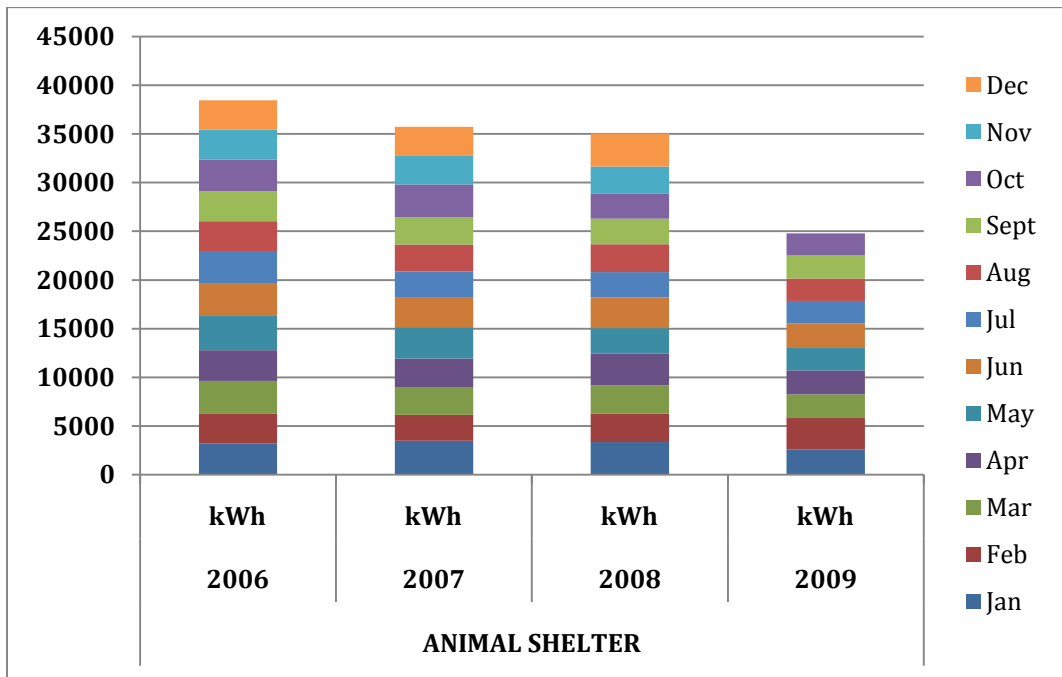 45000
40000
35000
30000
25000
20000
15000
10000
5000
0
kWh kWh kWh kWh
2006 2007 2008 2009
ANIMAL SHELTER
Dec
Nov
Oct
Sept
Aug
Jul
Jun
May
Apr
Mar
Feb
Jan